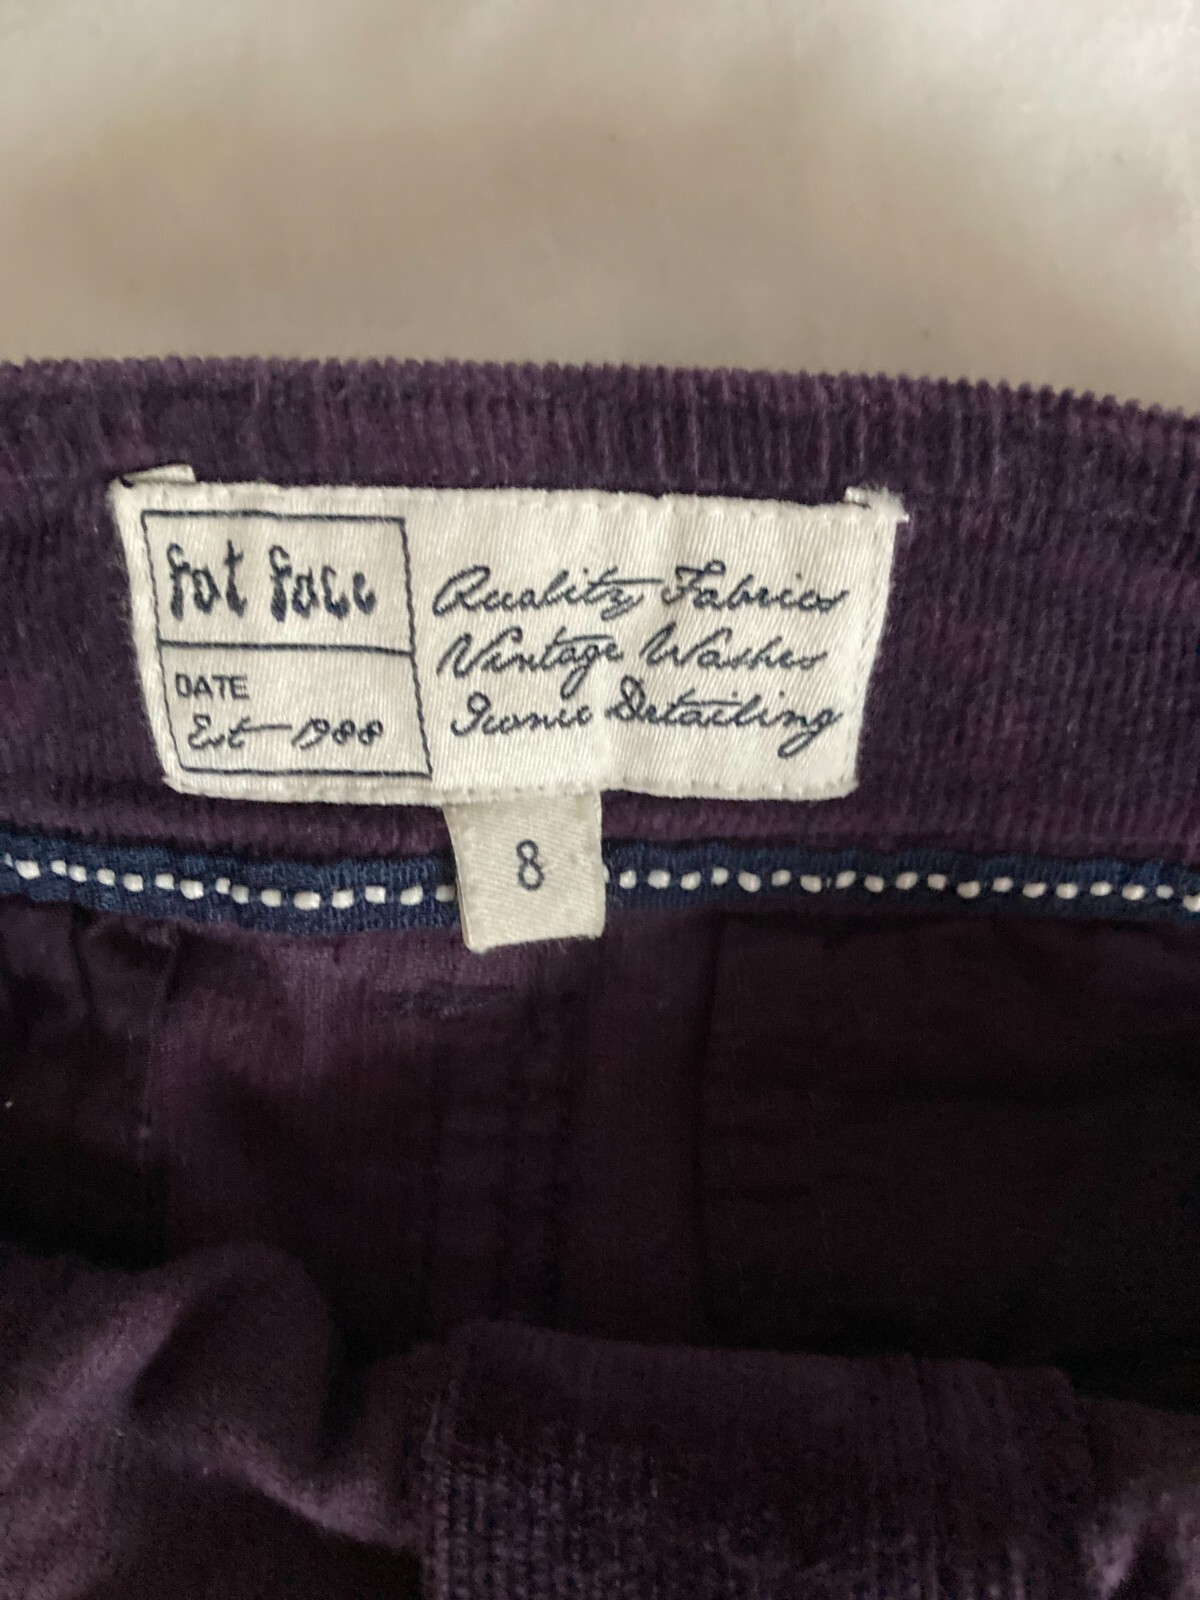 fat face
DATE
Est 1988
Quality Fabrics
Vintage Washes
Iconic Detailing
8